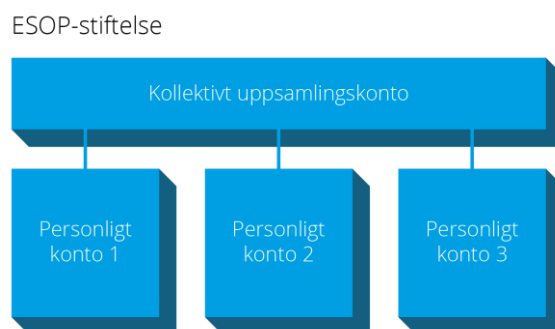 ESOP-stiftelse
Kollektivt uppsamlingskonto
Personligt
konto 1
Personligt
konto 2
Personligt
konto 3